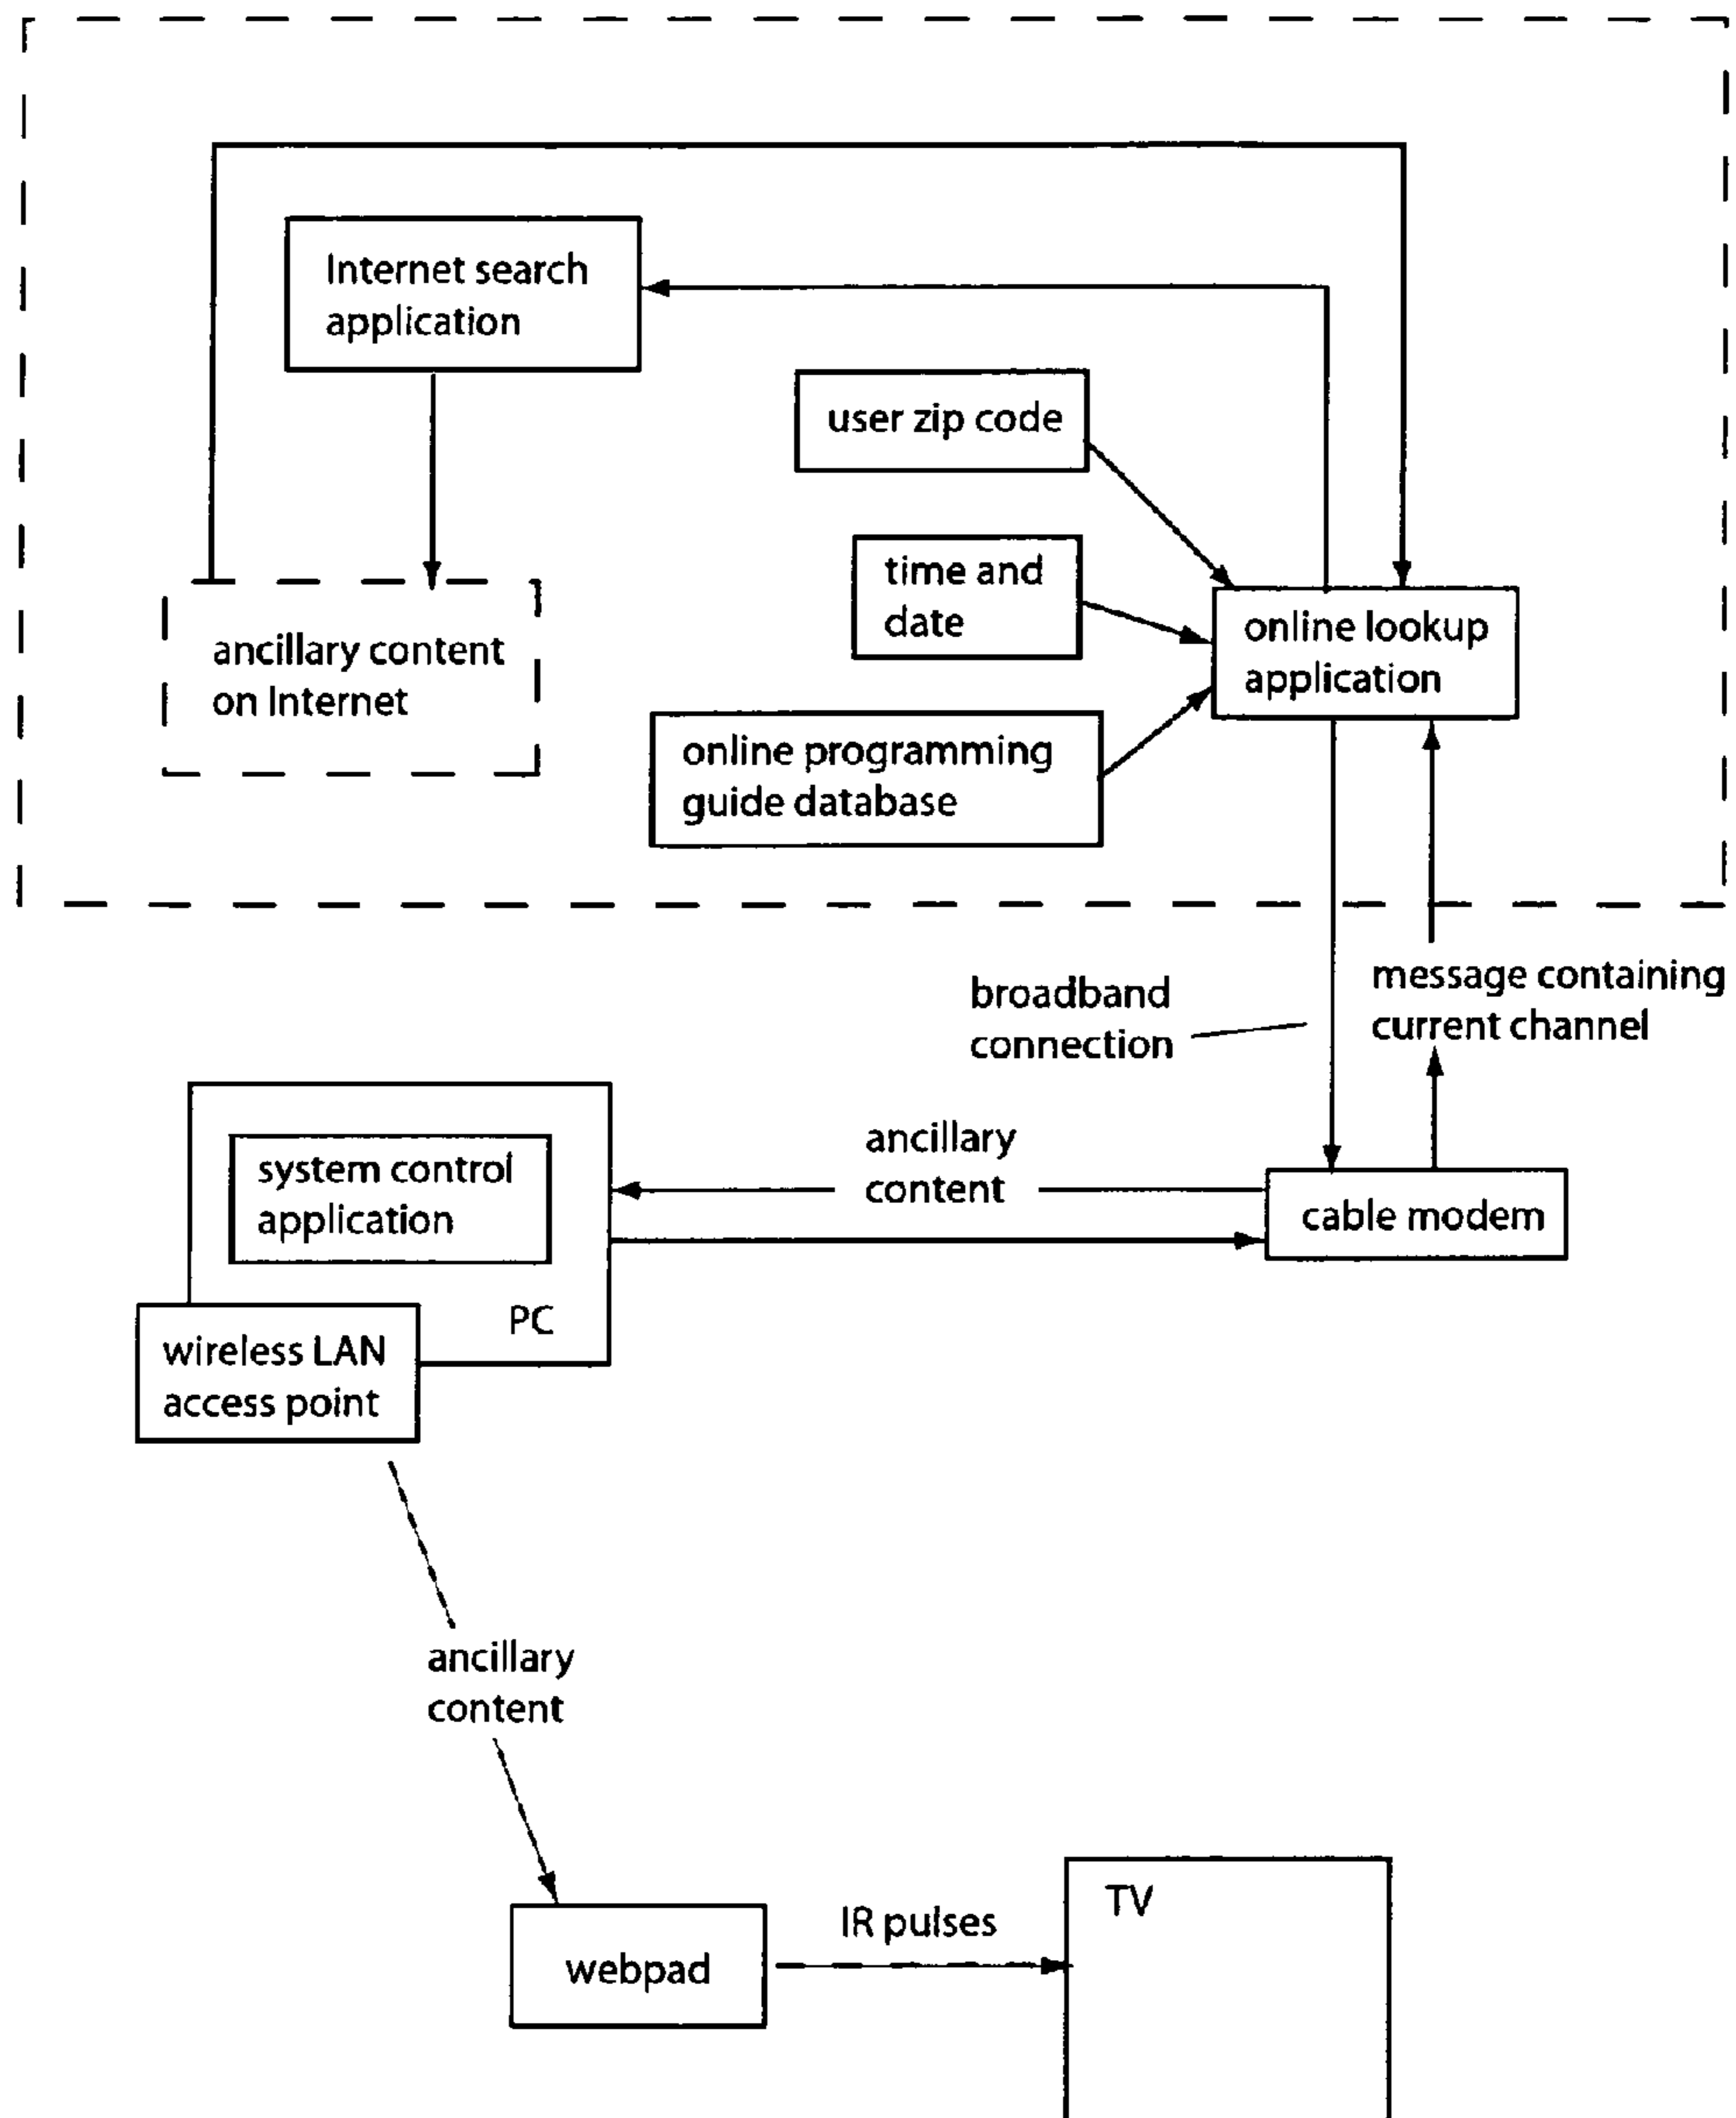 Internet search
application
user zip code
time and
date
online lookup
application
ancillary content
on Internet
online programming
guide database
broadband
connection
message containing
current channel
ancillary
content
system control
application
cable modem
PC
wireless LAN
access point
ancillary
content
IR pulses
TV
webpad